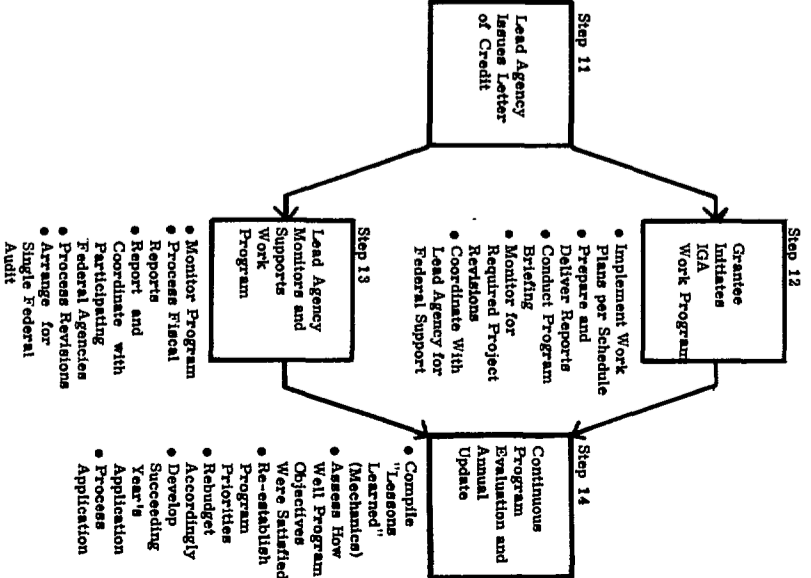 Step 11
Lead Agency
Issues Letter
of Credit
Step 12
Grantee
Initiates
IGA
Work Program
• Implement Work
Plans per Schedule
• Prepare and
Deliver Reports
• Conduct Program
Briefing
• Monitor for
Required Project
Revisions
• Coordinate With
Lead Agency for
Federal Support
Step 13
Lead Agency
Monitors and
Supports
Work
Program
• Monitor Program
• Process Fiscal
Reports
• Report and
Coordinate with
Participating
Federal Agencies
• Process Revisions
• Arrange for
Single Federal
Audit
Step 14
Continuous
Program
Evaluation and
Annual
Update
• Compile
"Lessons
Learned"
(Mechanics)
• Assess How
Well Program
Objectives
Were Satisfied
• Re-establish
Program
Priorities
• Rebudget
Accordingly
• Develop
Succeeding
Year's
Application
• Process
Application